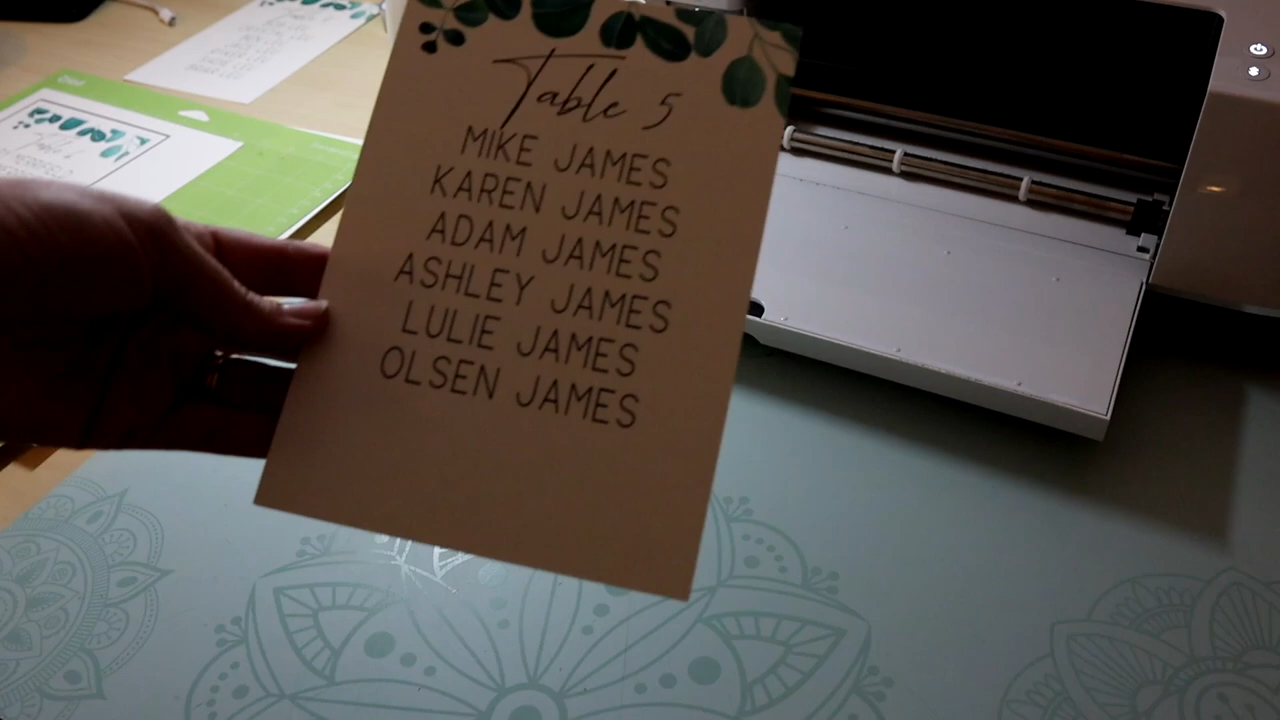 Table 5
MIKE JAMES
KAREN JAMES
ADAM JAMES
ASHLEY JAMES
LULIE JAMES
OLSEN JAMES